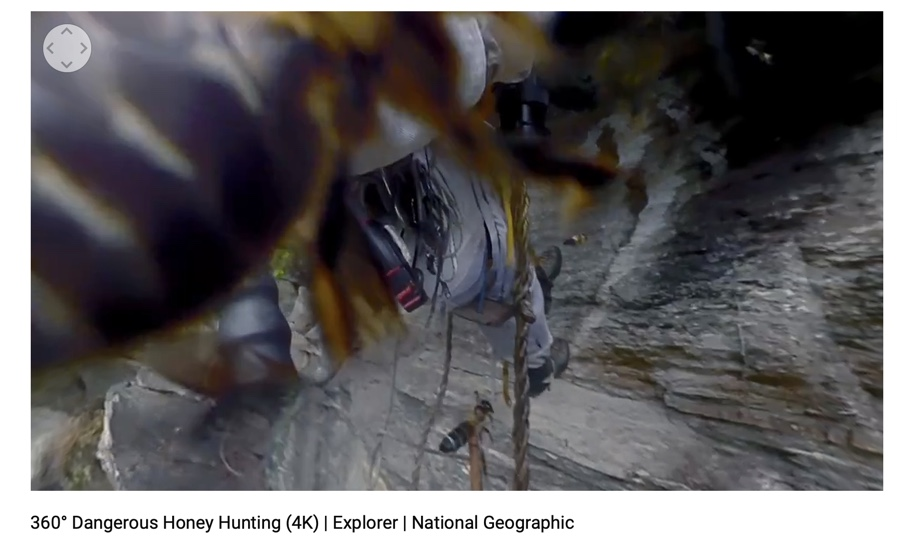 360° Dangerous Honey Hunting (4K) | Explorer | National Geographic